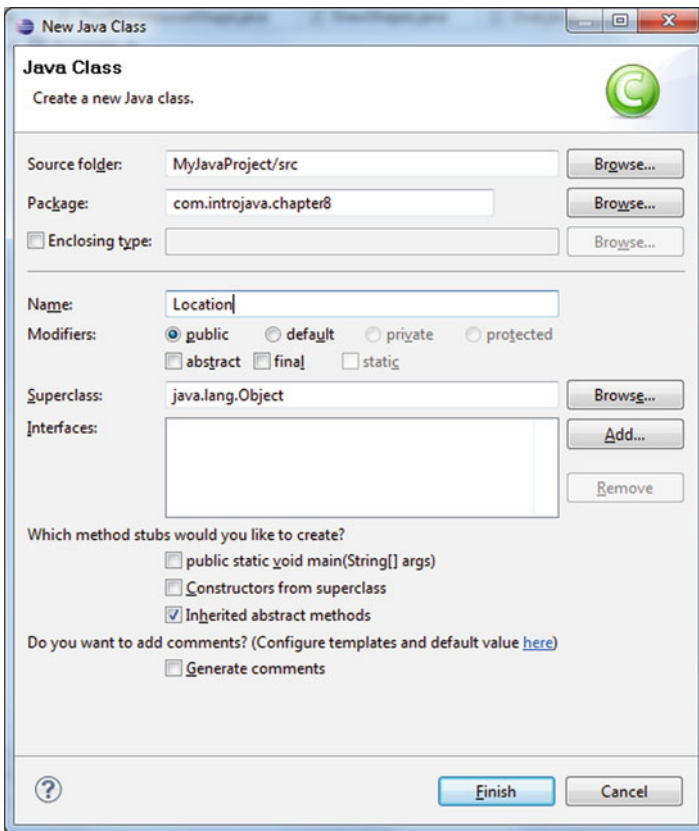 New Java Class
Java Class
Create a new Java class.
Source folder: MyJavaProject/src Browse...
Package: com.introjava.chapter8 Browse...
Enclosing type: Browse...
Name: Location
Modifiers: public default private protected
abstract final static
Superclass: java.lang.Object Browse...
Interfaces: Add...
Remove
Which method stubs would you like to create?
public static void main(String[] args)
Constructors from superclass
Inherited abstract methods
Do you want to add comments? (Configure templates and default value here)
Generate comments
? Finish Cancel